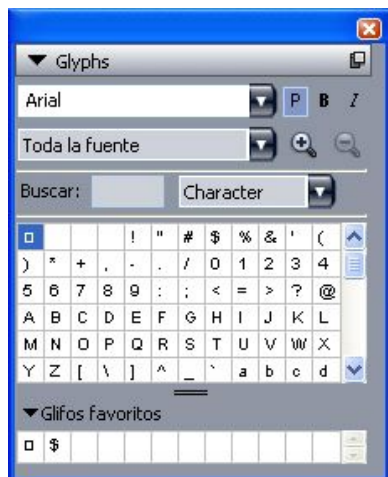 Glyphs
Arial P B I
Toda la fuente
Buscar: Character
! " # $ % & ' (
) * + , - . / 0 1 2 3 4
5 6 7 8 9 : ; < = > ? @
A B C D E F G H I J K L
M N O P Q R S T U V W X
Y Z [ \ ] ^ _ ` a b c d
Glifos favoritos
$